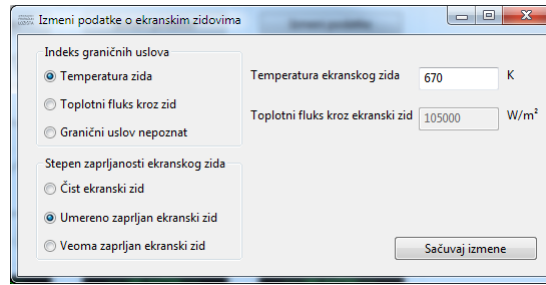 Izmeni podatke o ekranskim zidovima
Indeks graničnih uslova
Temperatura zida
Toplotni fluks kroz zid
Granični uslov nepoznat
Temperatura ekranskog zida 670 K
Toplotni fluks kroz ekranski zid 105000 W/m²
Stepen zaprljanosti ekranskog zida
Čist ekranski zid
Umereno zaprljan ekranski zid
Veoma zaprljan ekranski zid
Sačuvaj izmene